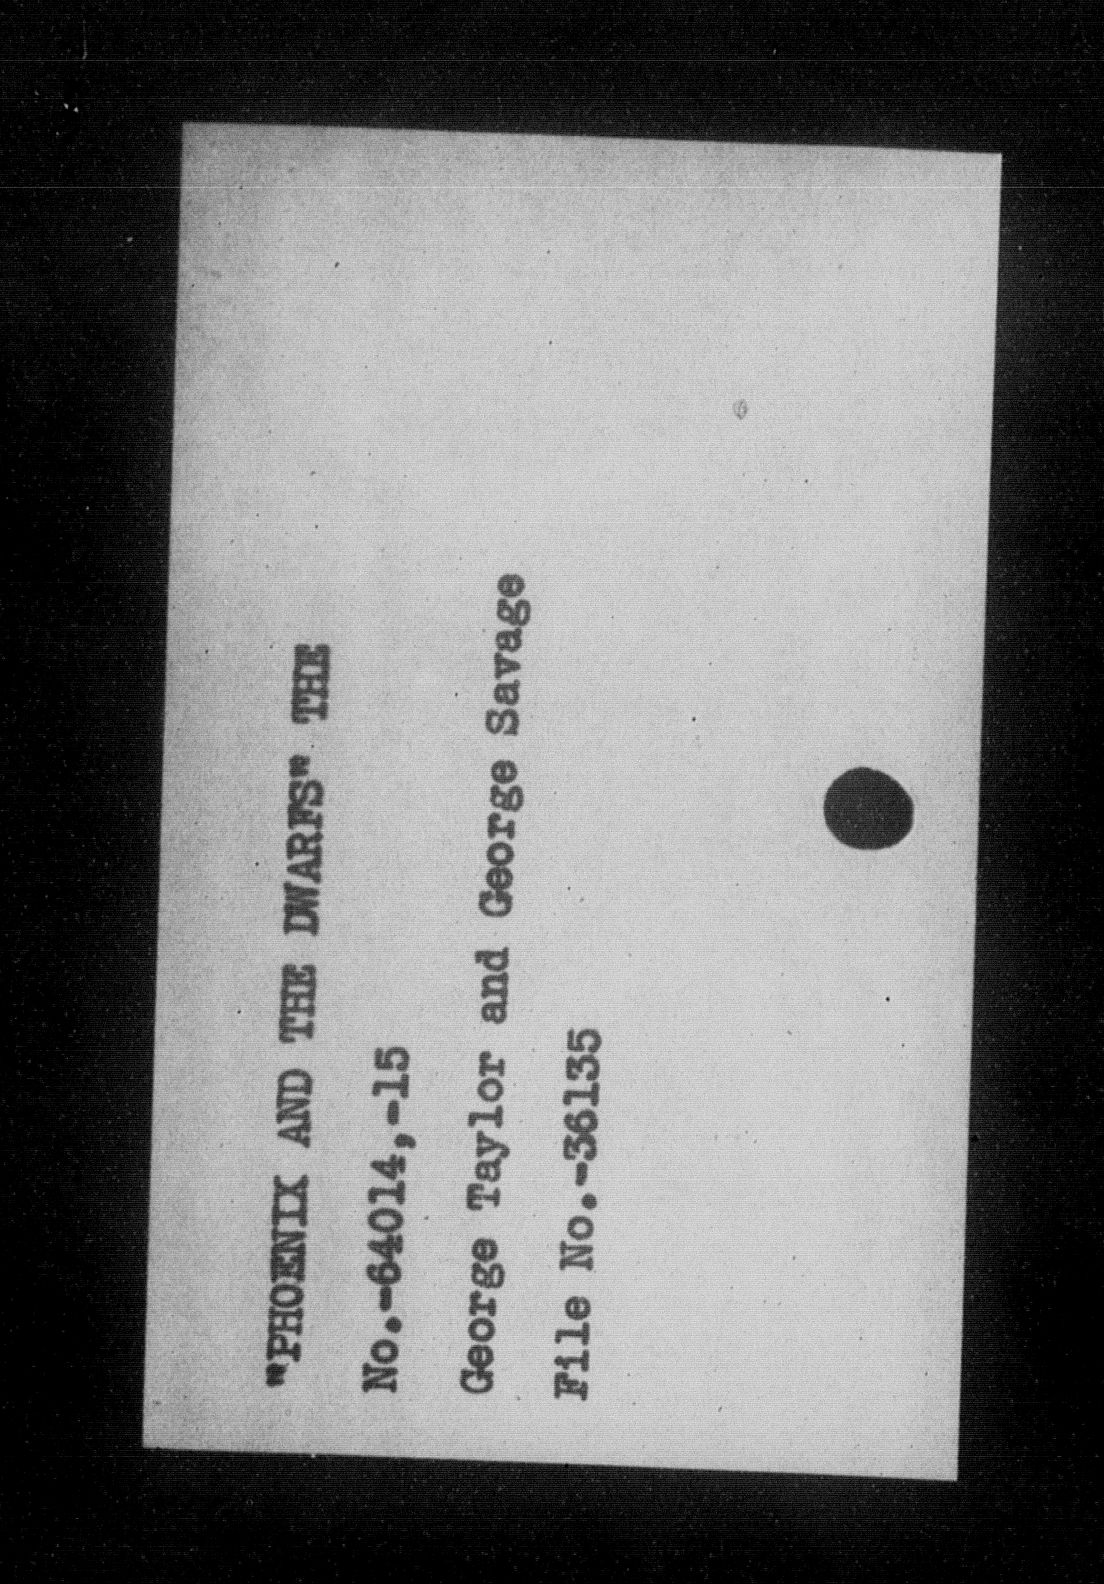 "PHOENIX AND THE DWARFS" THE
No.-64014,-15
George Taylor and George Savage
File No.-36135